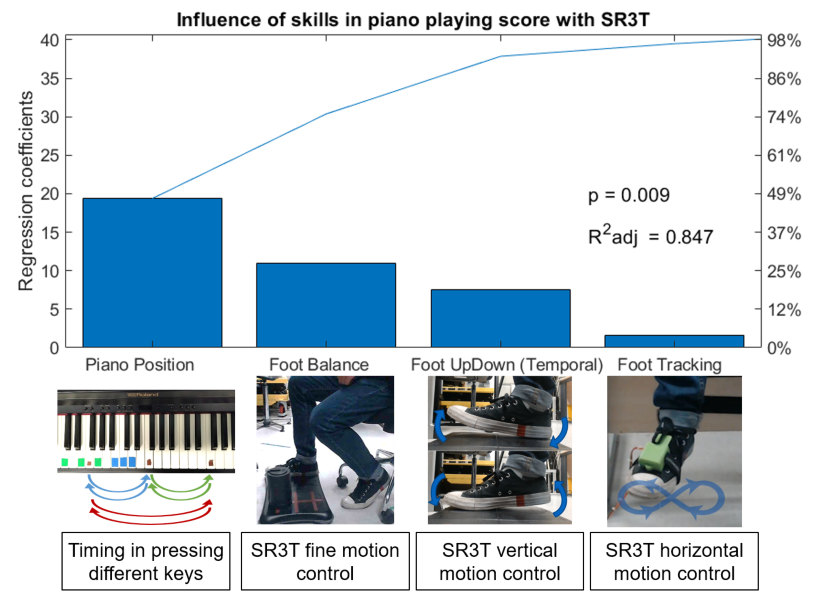 Influence of skills in piano playing score with SR3T
Regression coefficients
40
35
30
25
20
15
10
5
0
98%
86%
74%
61%
49%
37%
25%
12%
0%
p = 0.009
R²adj = 0.847
Piano Position
Foot Balance
Foot UpDown (Temporal)
Foot Tracking
Roland
Timing in pressing
different keys
SR3T fine motion
control
SR3T vertical
motion control
SR3T horizontal
motion control